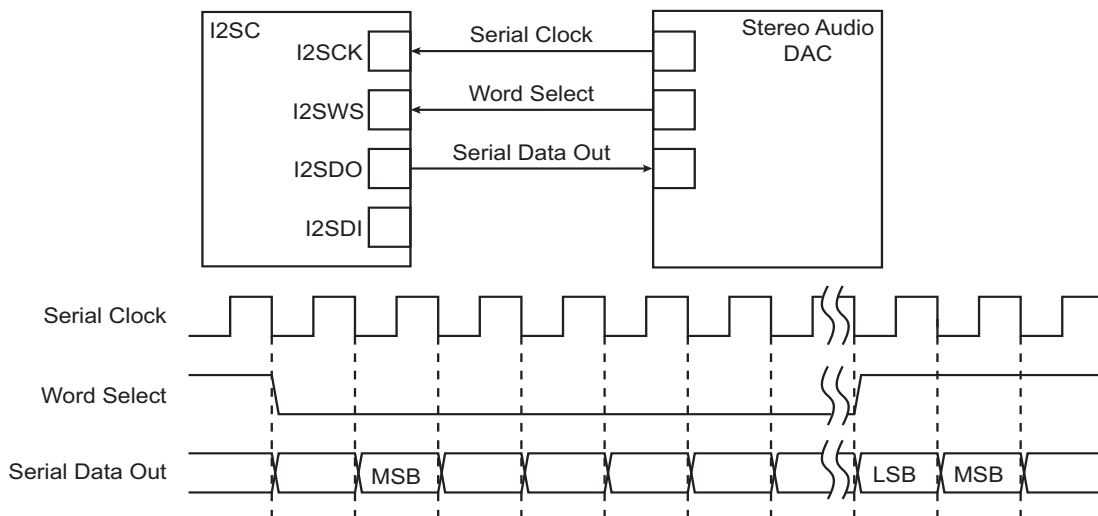 I2SC
Stereo Audio
DAC
I2SCK
Serial Clock
I2SWS
Word Select
I2SDO
Serial Data Out
I2SDI
Serial Clock
Word Select
Serial Data Out
MSB
LSB
MSB